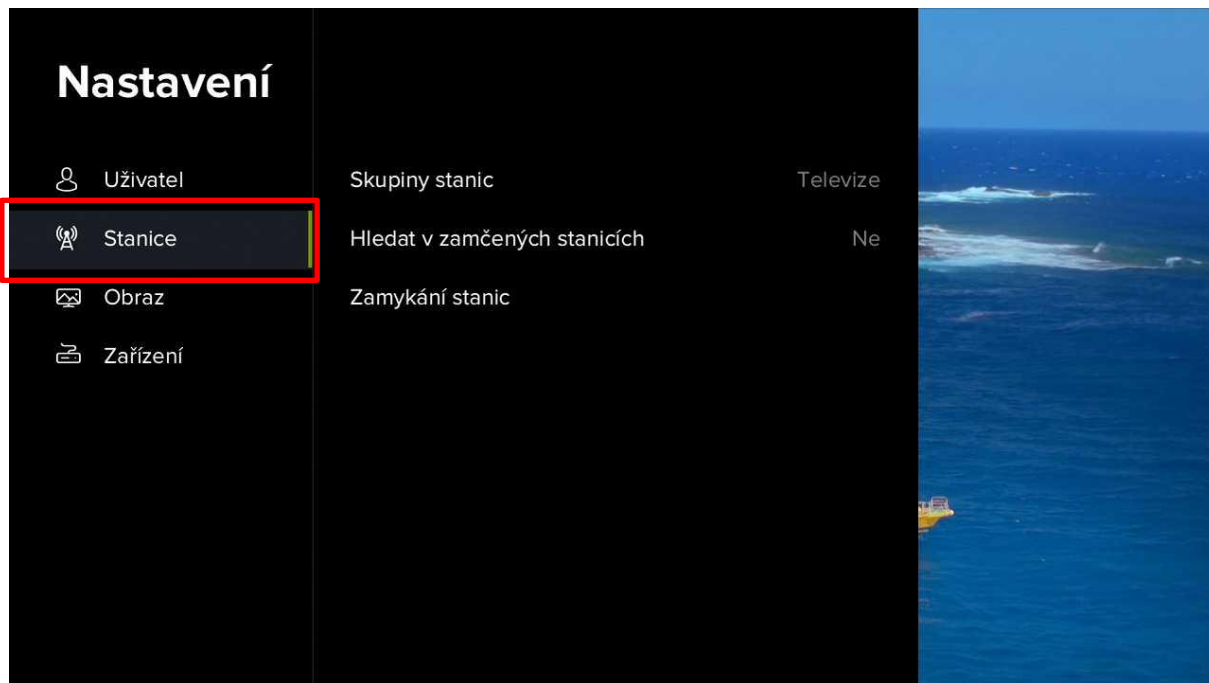 Nastavení
Uživatel
Stanice
Obraz
Zařízení
Skupiny stanic Televize
Hledat v zamčených stanicích Ne
Zamykání stanic